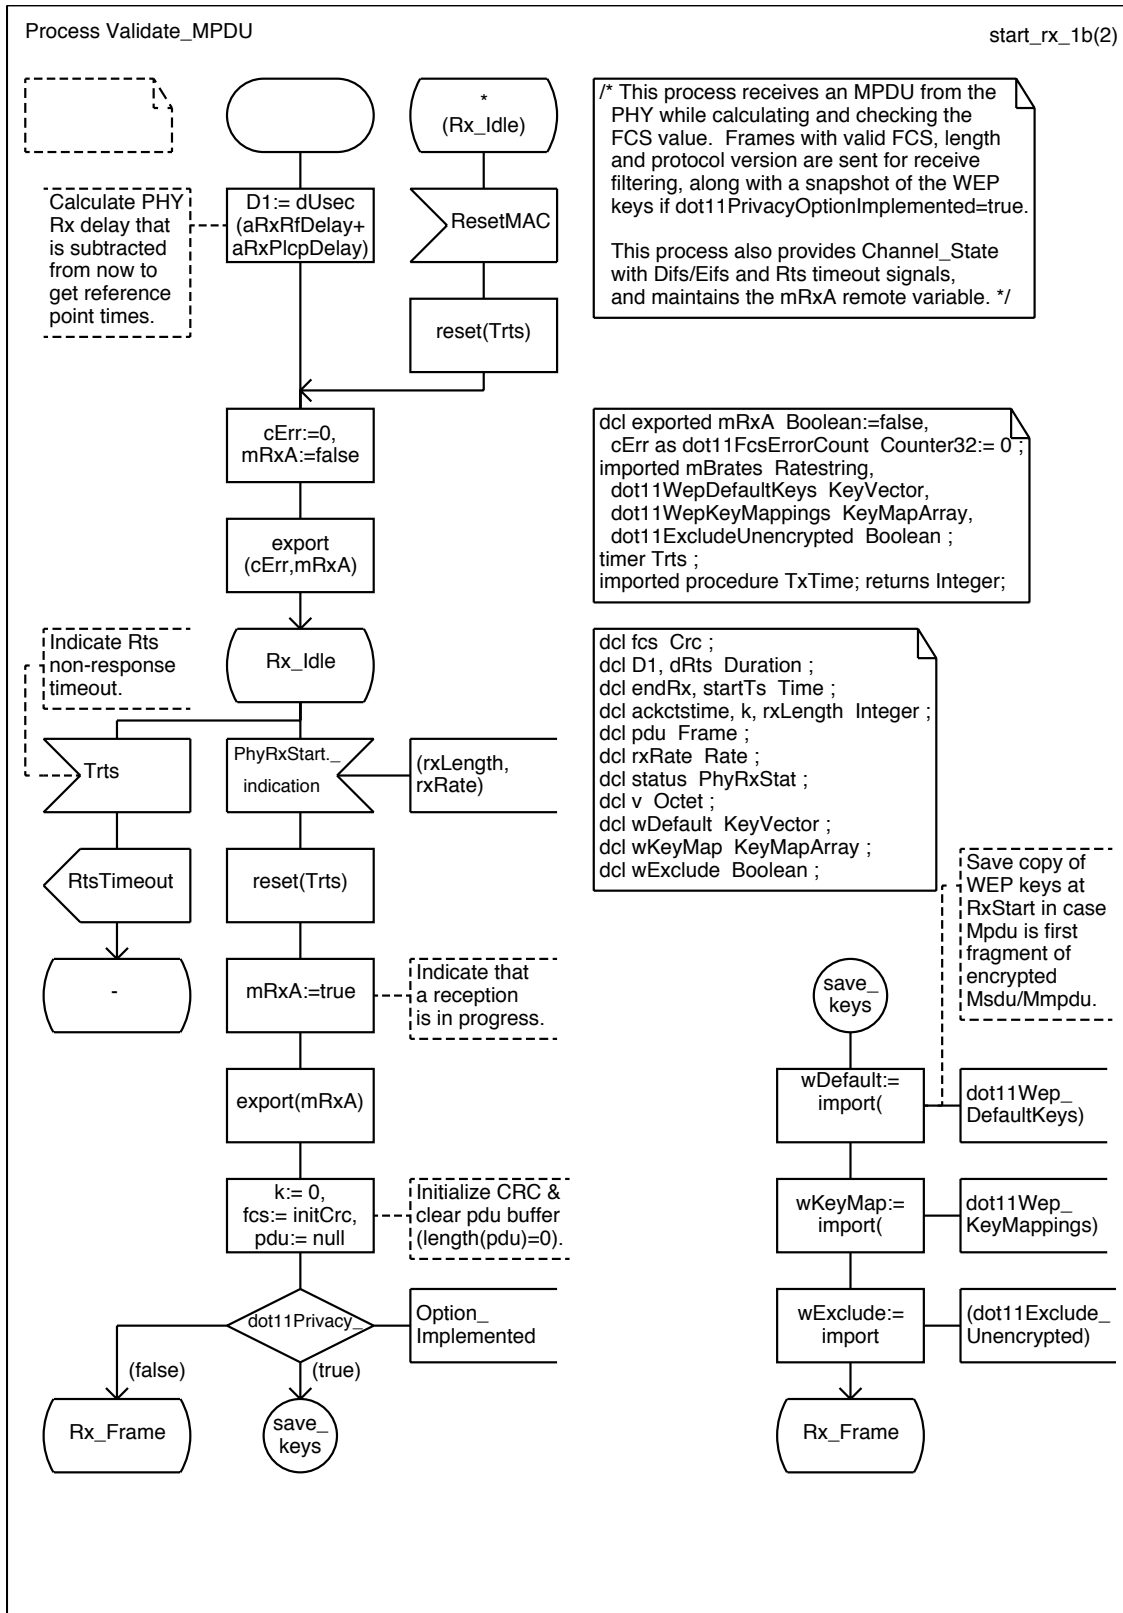 Process Validate_MPDU
start_rx_1b(2)
*
(Rx_Idle)
/* This process receives an MPDU from the
PHY while calculating and checking the
FCS value.  Frames with valid FCS, length
and protocol version are sent for receive
filtering, along with a snapshot of the WEP
keys if dot11PrivacyOptionImplemented=true.
This process also provides Channel_State
with Difs/Eifs and Rts timeout signals,
and maintains the mRxA remote variable. */
Calculate PHY
Rx delay that
is subtracted
from now to
get reference
point times.
D1:= dUsec
(aRxRfDelay+
aRxPlcpDelay)
ResetMAC
reset(Trts)
cErr:=0,
mRxA:=false
export
(cErr,mRxA)
dcl exported mRxA  Boolean:=false,
cErr as dot11FcsErrorCount  Counter32:= 0 ;
imported mBrates  Ratestring,
dot11WepDefaultKeys  KeyVector,
dot11WepKeyMappings  KeyMapArray,
dot11ExcludeUnencrypted  Boolean ;
timer Trts ;
imported procedure TxTime; returns Integer;
Indicate Rts
non-response
timeout.
Rx_Idle
dcl fcs  Crc ;
dcl D1, dRts  Duration ;
dcl endRx, startTs  Time ;
dcl ackctstime, k, rxLength  Integer ;
dcl pdu  Frame ;
dcl rxRate  Rate ;
dcl status  PhyRxStat ;
dcl v  Octet ;
dcl wDefault  KeyVector ;
dcl wKeyMap  KeyMapArray ;
dcl wExclude  Boolean ;
Trts
PhyRxStart._
indication
(rxLength,
rxRate)
RtsTimeout
reset(Trts)
-
mRxA:=true
Indicate that
a reception
is in progress.
Save copy of
WEP keys at
RxStart in case
Mpdu is first
fragment of
encrypted
Msdu/Mmpdu.
save_
keys
export(mRxA)
wDefault:=
import(
dot11Wep_
DefaultKeys)
k:= 0,
fcs:= initCrc,
pdu:= null
Initialize CRC &
clear pdu buffer
(length(pdu)=0).
wKeyMap:=
import(
dot11Wep_
KeyMappings)
dot11Privacy_
Option_
Implemented
wExclude:=
import
(dot11Exclude_
Unencrypted)
(false)
(true)
Rx_Frame
save_
keys
Rx_Frame